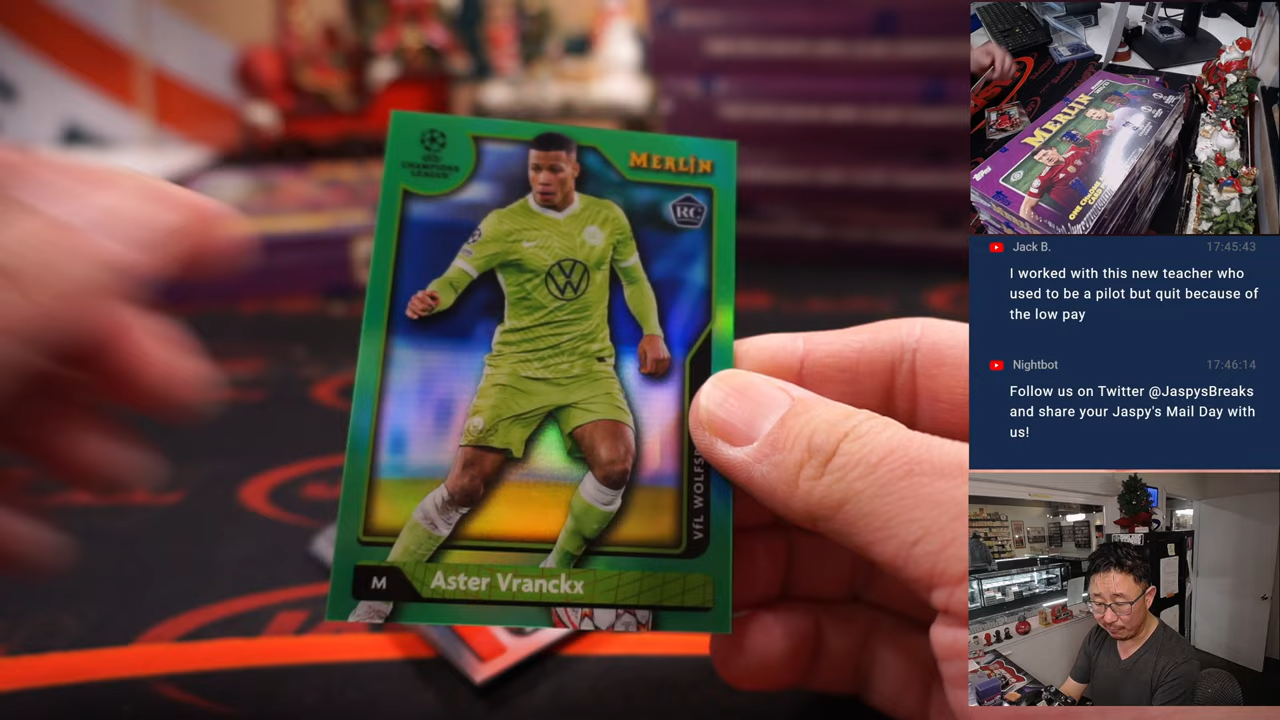 CHAMPIONS
LEAGUE
MERLIN
RC
VfL WOLFS
M
Aster Vranckx
MERLIN
Jack B.
17:45:43
I worked with this new teacher who
used to be a pilot but quit because of
the low pay
Nightbot
17:46:14
Follow us on Twitter @JaspysBreaks
and share your Jaspy's Mail Day with
us!